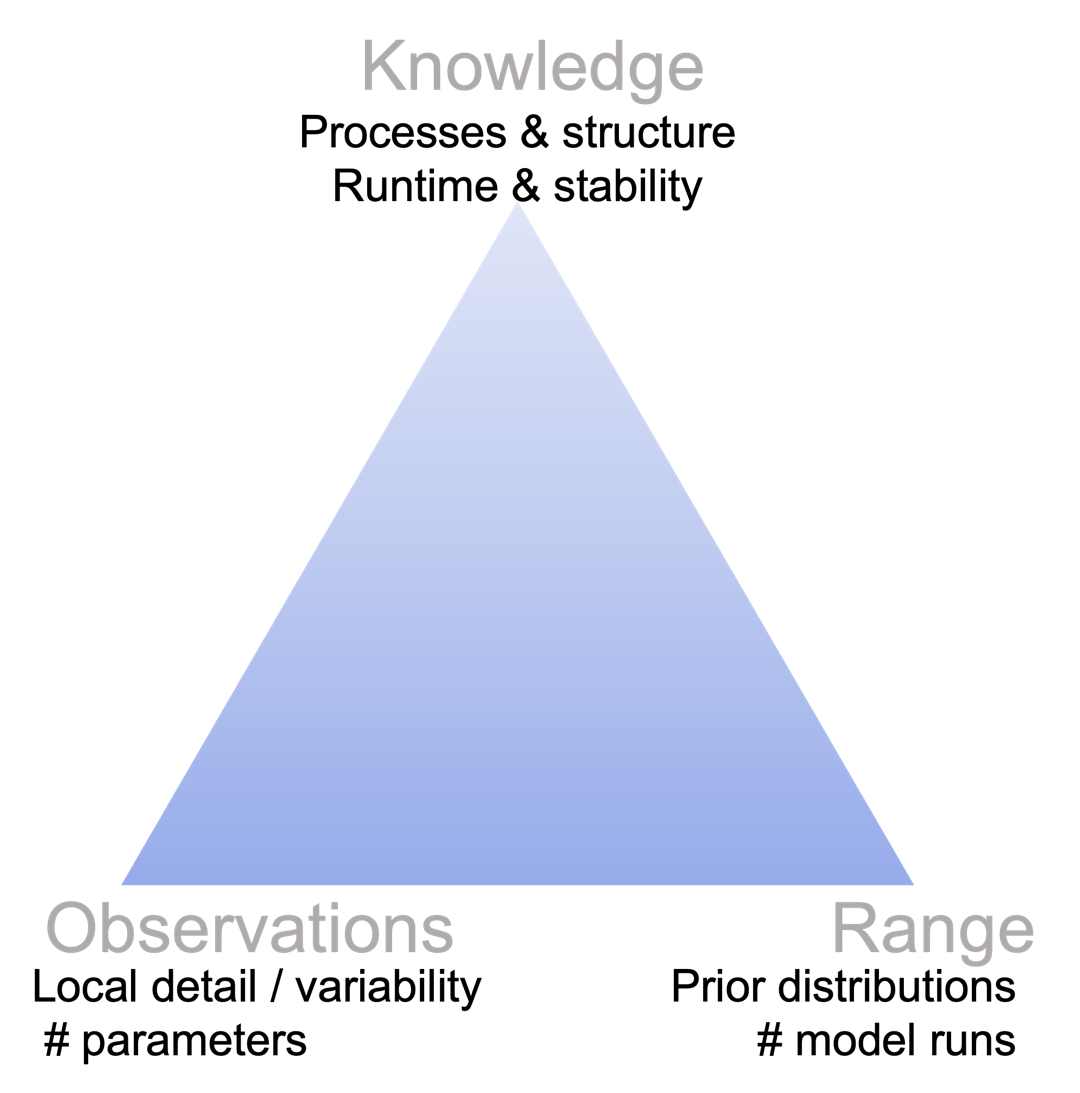 Knowledge
Processes & structure
Runtime & stability
Observations
Local detail / variability
# parameters
Range
Prior distributions
# model runs